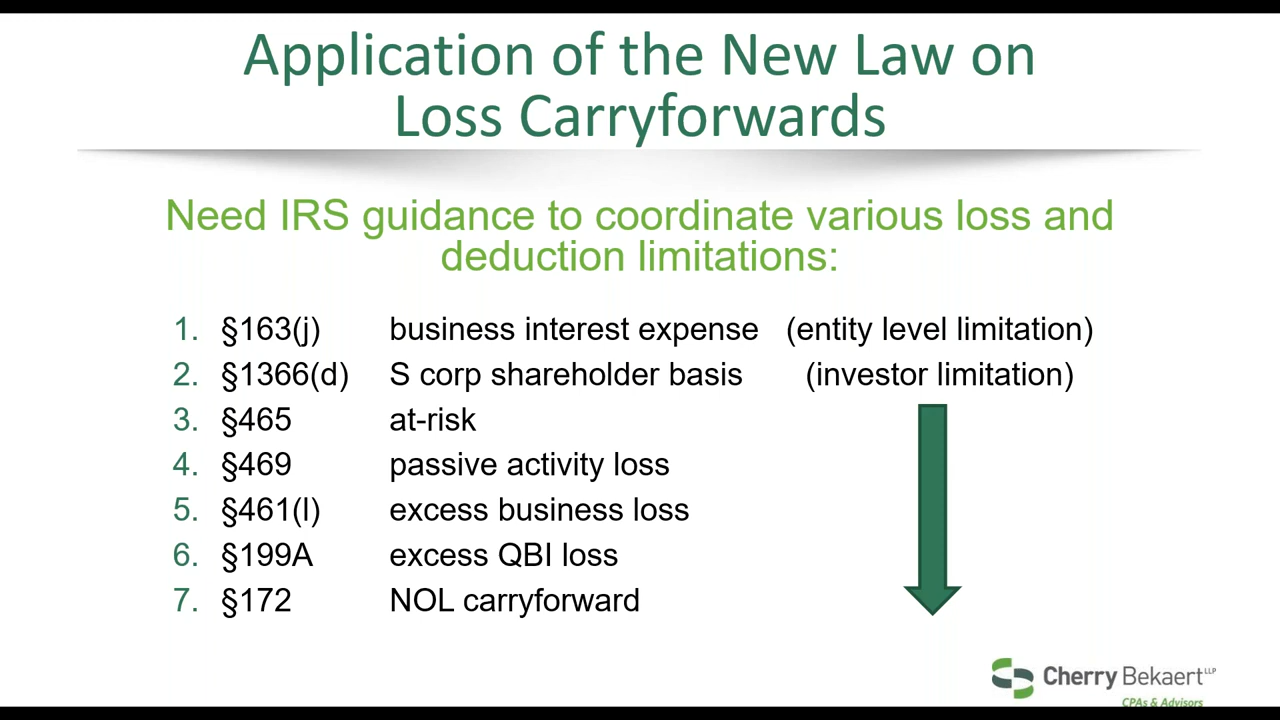 Application of the New Law on
Loss Carryforwards
Need IRS guidance to coordinate various loss and
deduction limitations:
1. §163(j) business interest expense (entity level limitation)
2. §1366(d) S corp shareholder basis (investor limitation)
3. §465 at-risk
4. §469 passive activity loss
5. §461(l) excess business loss
6. §199A excess QBI loss
7. §172 NOL carryforward
Cherry Bekaert LLP
CPAs & Advisors